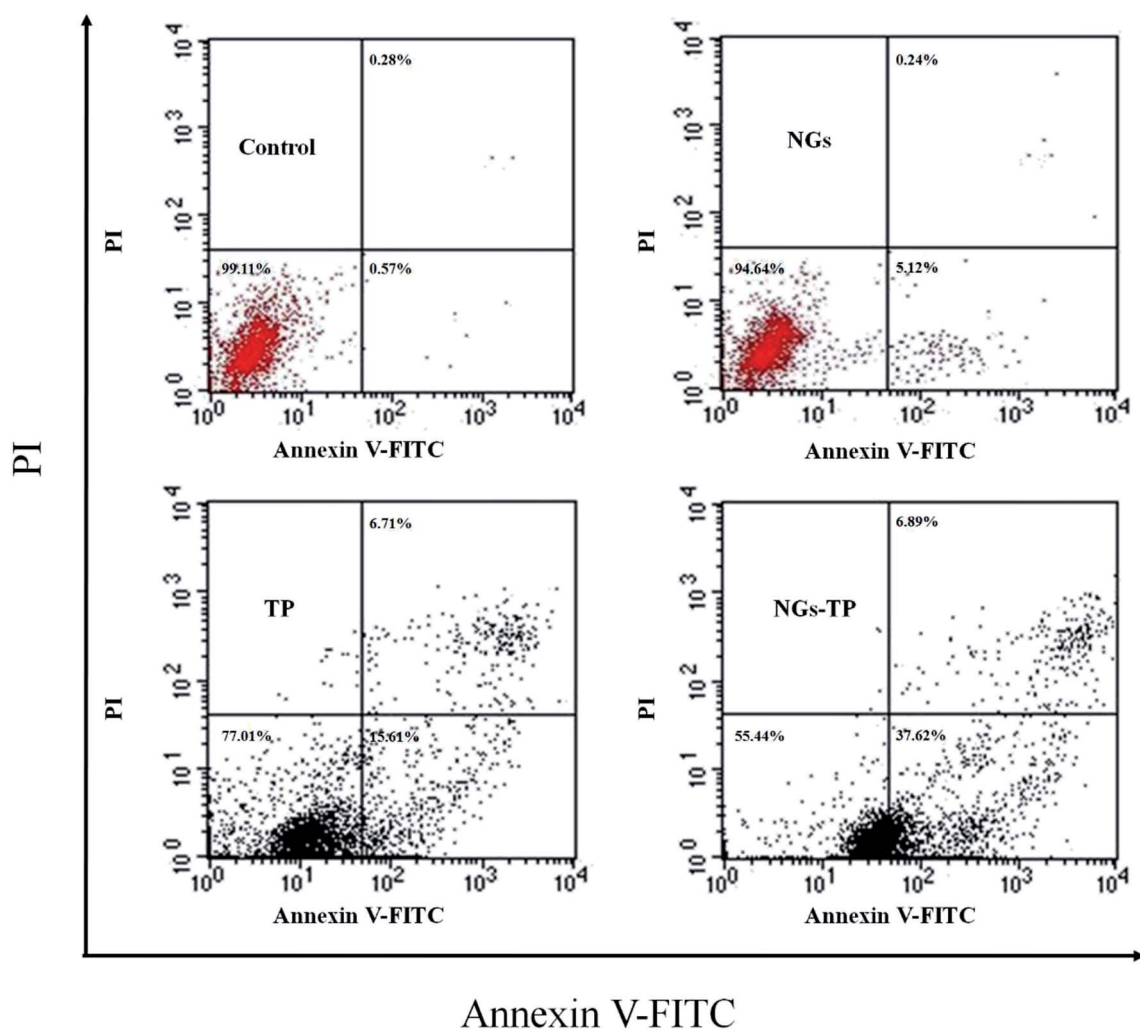 PI
10^4
10^3
10^2
10^1
10^0
0.28%
Control
99.11%
0.57%
10^0 10^1 10^2 10^3 10^4
Annexin V-FITC
PI
10^4
10^3
10^2
10^1
10^0
0.24%
NGs
94.64%
5.12%
10^0 10^1 10^2 10^3 10^4
Annexin V-FITC
PI
PI
10^4
10^3
10^2
10^1
10^0
6.71%
TP
77.01%
15.61%
10^0 10^1 10^2 10^3 10^4
Annexin V-FITC
PI
10^4
10^3
10^2
10^1
10^0
6.89%
NGs-TP
55.44%
37.62%
10^0 10^1 10^2 10^3 10^4
Annexin V-FITC
Annexin V-FITC